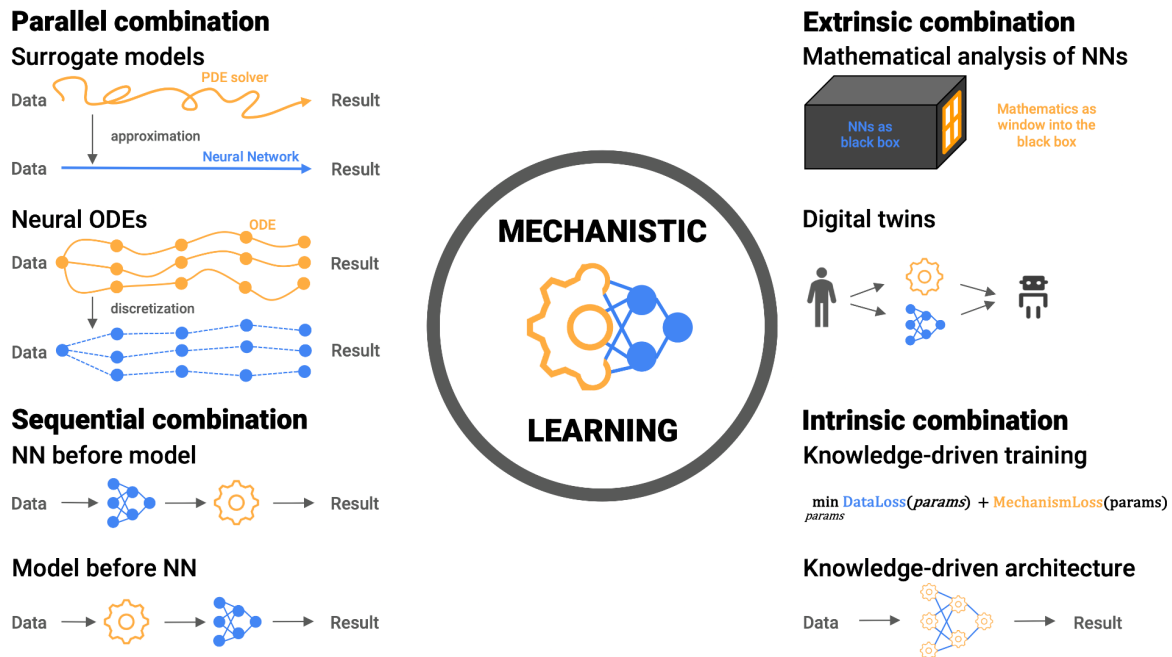 Parallel combination
Surrogate models
PDE solver
Data
Result
approximation
Neural Network
Data
Result
Neural ODEs
ODE
Data
Result
discretization
Data
Result
Sequential combination
NN before model
Data
Result
Model before NN
Data
Result
MECHANISTIC
LEARNING
Extrinsic combination
Mathematical analysis of NNs
NNs as
black box
Mathematics as
window into the
black box
Digital twins
Intrinsic combination
Knowledge-driven training
min DataLoss(params) + MechanismLoss(params)
params
Knowledge-driven architecture
Data
Result